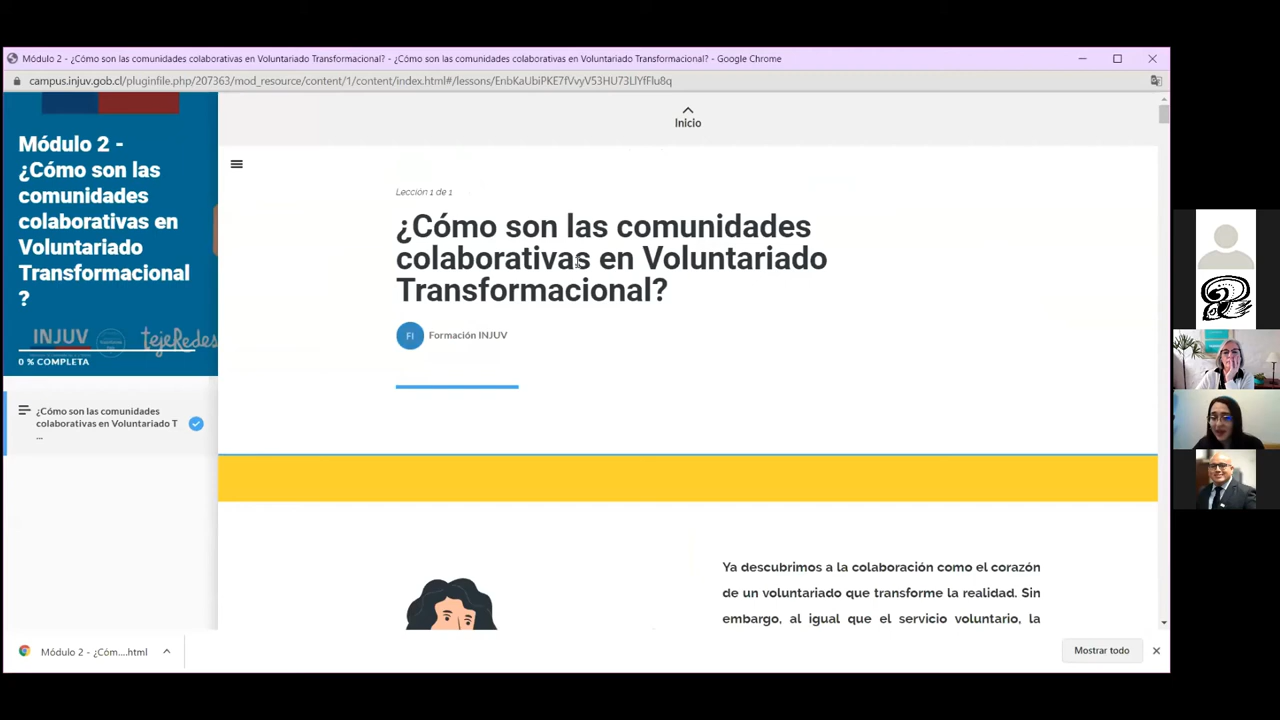 Módulo 2 - ¿Cómo son las comunidades colaborativas en Voluntariado Transformacional? - ¿Cómo son las comunidades colaborativas en Voluntariado Transformacional? - Google Chrome
campus.injuv.gob.cl/pluginfile.php/207363/mod_resource/content/1/content/index.html#/lessons/EnbKaUbiPKE7fVvyV53HU73LlYfFlu8q
Módulo 2 -
¿Cómo son las
comunidades
colaborativas en
Voluntariado
Transformacional
?
INJUV
tejeRedes
0 % COMPLETA
¿Cómo son las comunidades
colaborativas en Voluntariado T
...
Inicio
Lección 1 de 1
¿Cómo son las comunidades
colaborativas en Voluntariado
Transformacional?
FI
Formación INJUV
Ya descubrimos a la colaboración como el corazón
de un voluntariado que transforme la realidad. Sin
embargo, al igual que el servicio voluntario, la
Módulo 2 - ¿Cóm....html
Mostrar todo